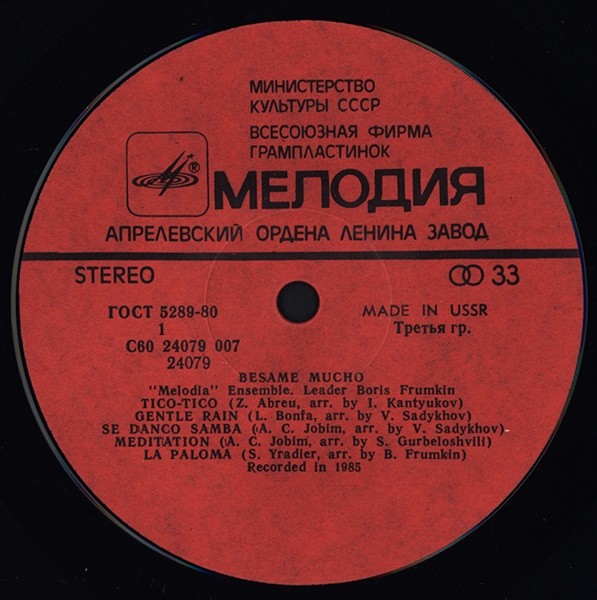 МИНИСТЕРСТВО
КУЛЬТУРЫ СССР
ВСЕСОЮЗНАЯ ФИРМА
ГРАМПЛАСТИНОК
®
МЕЛОДИЯ
АПРЕЛЕВСКИЙ ОРДЕНА ЛЕНИНА ЗАВОД
STEREO
33
ГОСТ 5289-80
MADE IN USSR
1
Третья гр.
С60 24079 007
24079
BESAME MUCHO
"Melodia" Ensemble. Leader Boris Frumkin
TICO-TICO (Z. Abreu, arr. by I. Kantyukov)
GENTLE RAIN (L. Bonfa, arr. by V. Sadykhov)
SE DANCO SAMBA (A. C. Jobim, arr. by V. Sadykhov)
MEDITATION (A. C. Jobim, arr. by S. Gurbeloshvili)
LA PALOMA (S. Yradier, arr. by B. Frumkin)
Recorded in 1985